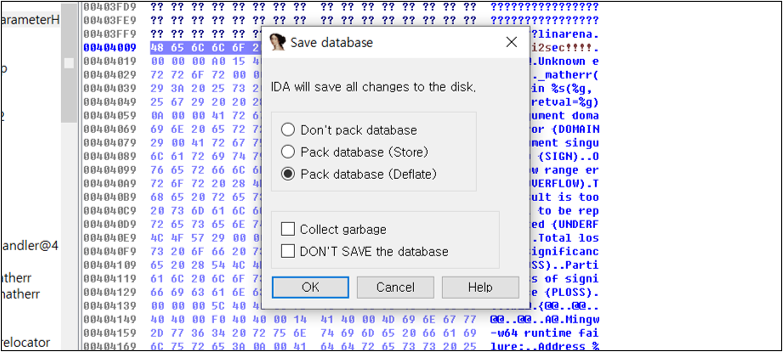 00403FD9 ?? ?? ?? ?? ?? ?? ?? ?? ?? ?? ?? ?? ?? ?? ?? ?? ????????????????
arameterH 00403FE9 ?? ?? ?? ?? ?? ?? ?? ?? ?? ?? ?? ?? ?? ?? ?? ?? ????????????????
00403FF9 ?? ?? ?? ?? ?? ?linarena.
00404009 48 65 6C 6C 6F 2 i2sec!!!!.
Save database
p 00404019 00 00 00 A0 15 4 @.Unknown e
00404029 72 72 6F 72 00 0 ._matherr(
00404039 29 3A 20 25 73 2 in %s(%g,
IDA will save all changes to the disk.
00404049 25 67 29 20 20 2 retval=%g)
2 00404059 0A 00 00 41 72 67 ument doma
Don't pack database
00404069 69 6E 20 65 72 7 or {DOMAIN
00404079 29 00 41 72 67 7 ment singu
Pack database (Store)
00404089 6C 61 72 69 74 7 {SIGN}..O
00404099 76 65 72 66 6C 6 w range er
Pack database (Deflate)
004040A9 72 6F 72 20 28 4 VERFLOW).T
004040B9 68 65 20 72 65 7 sult is too
004040C9 20 73 6D 61 6C 6 to be rep
004040D9 72 65 73 65 6E 7 ed {UNDERF
Collect garbage
004040E9 4C 4F 57 29 00 0 .Total los
andler@4 004040F9 73 20 6F 66 20 7 ignificanc
DON'T SAVE the database
00404109 65 20 28 54 4C 4 SS)..Parti
00404119 61 6C 20 6C 6F 7 s of signi
therr 00404129 66 69 63 61 6E 6 e {PLOSS).
OK Cancel Help
natherr 00404139 00 00 00 5C 40 4
00404149 40 40 00 F0 40 40 00 14 41 40 00 4D 69 6E 67 77 @@..@@..A@.Mingw
00404159 2D 77 36 34 20 72 75 6E 74 69 6D 65 20 66 61 69 -w64 runtime fai
relocator 00404169 6C 75 72 65 3A 0A 00 41 64 64 72 65 73 73 20 25 lure:..Address %